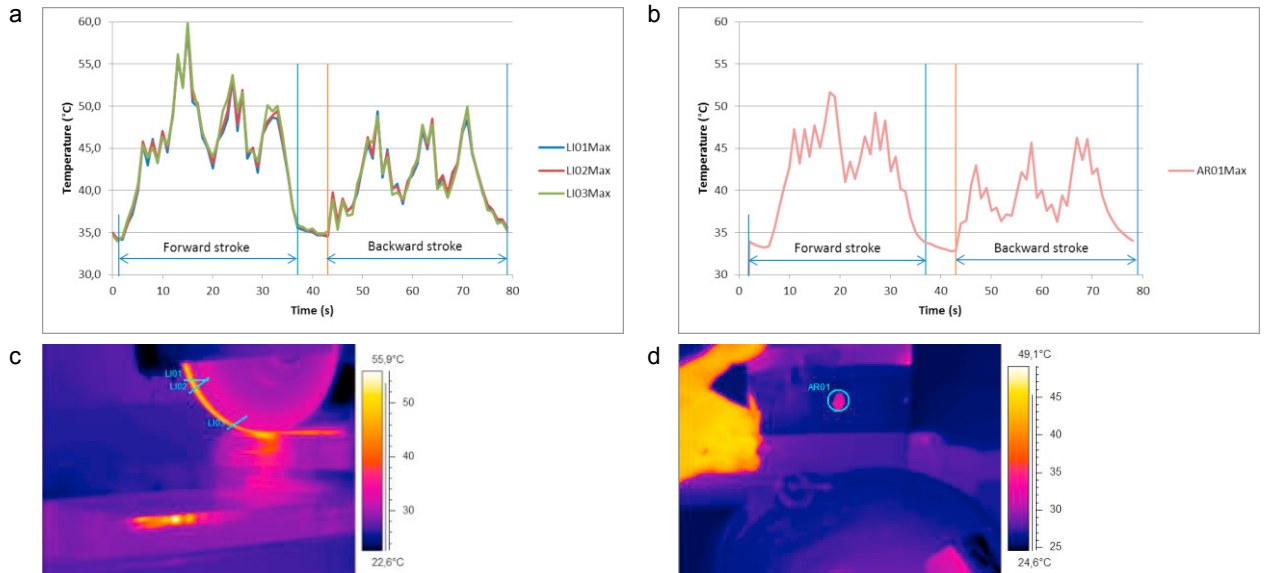 a
60,0
55,0
50,0
45,0
40,0
35,0
30,0
Temperature (°C)
0 10 20 30 40 50 60 70 80
Time (s)
Forward stroke
Backward stroke
LI01Max
LI02Max
LI03Max
b
60
55
50
45
40
35
30
Temperature (°C)
0 10 20 30 40 50 60 70 80
Time (s)
Forward stroke
Backward stroke
AR01Max
c
LI01
LI02
LI03
55,9°C
50
40
30
22,6°C
d
AR01
49,1°C
45
40
35
30
25
24,6°C